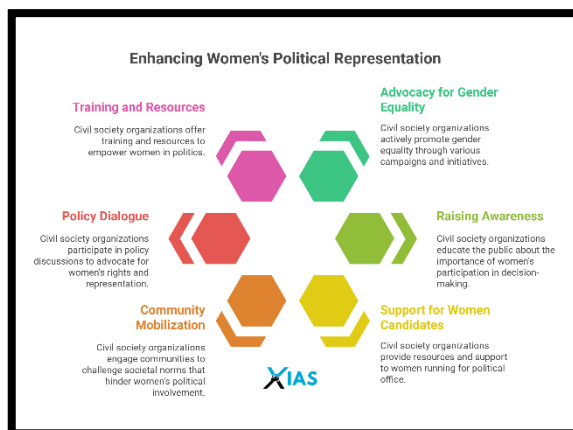 Enhancing Women's Political Representation
Training and Resources
Civil society organizations offer
training and resources to
empower women in politics.
Advocacy for Gender
Equality
Civil society organizations
actively promote gender
equality through various
campaigns and initiatives.
Policy Dialogue
Civil society organizations
participate in policy
discussions to advocate for
women's rights and
representation.
Raising Awareness
Civil society organizations
educate the public about the
importance of women's
participation in decision-
making.
Community
Mobilization
Civil society organizations
engage communities to
challenge societal norms that
hinder women's political
involvement.
Support for Women
Candidates
Civil society organizations
provide resources and support
to women running for political
office.
XIAS